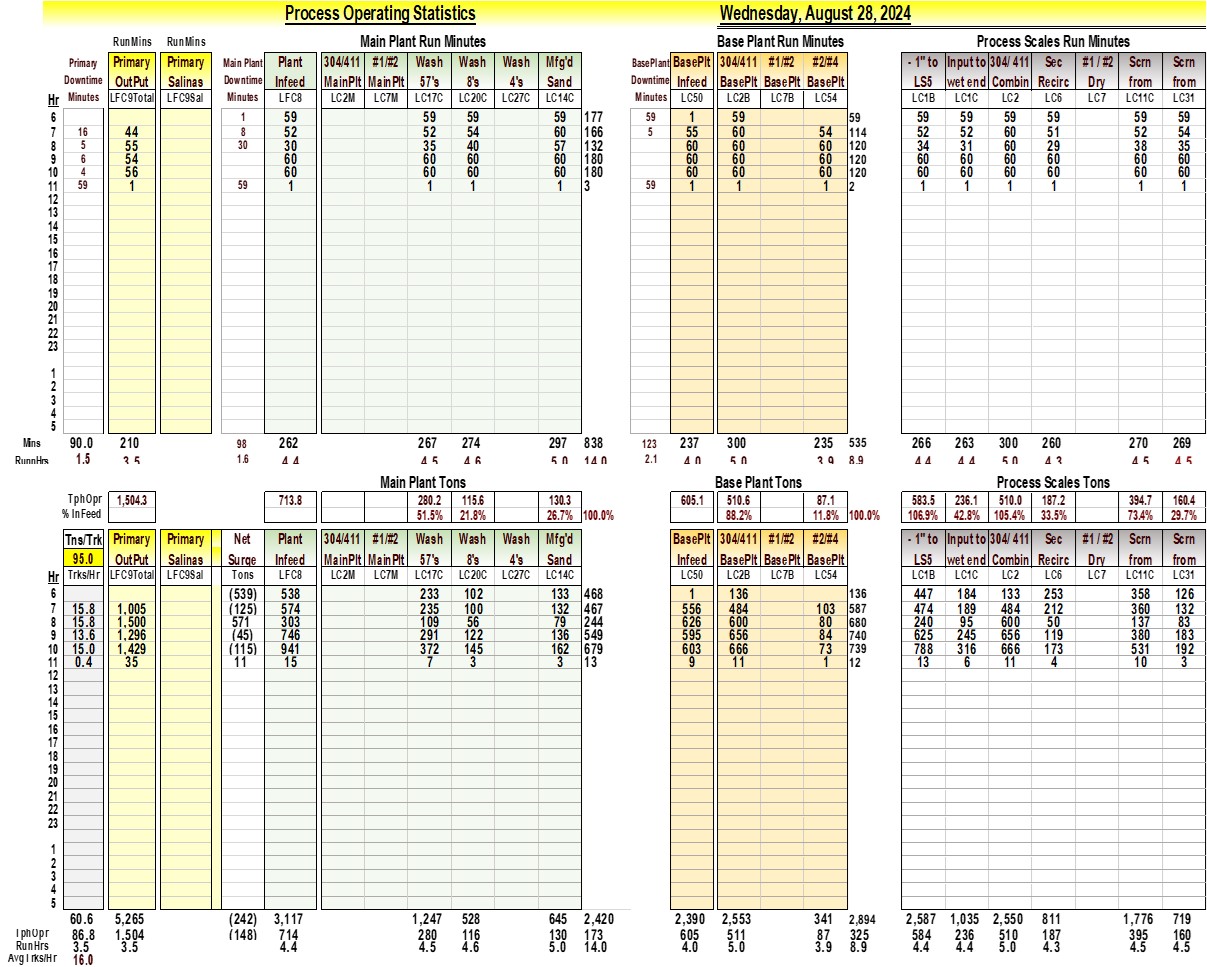 Process Operating Statistics Wednesday, August 28, 2024
RunMins RunMins Main Plant Run Minutes Base Plant Run Minutes Process Scales Run Minutes
Primary Primary Primary Main Plant Plant 304/411 #1/#2 Wash Wash Wash Mfg'd BasePlant BasePlt 304/411 #1/#2 #2/#4 - 1" to Input to 304/ 411 Sec #1 / #2 Scrn Scrn
Downtime OutPut Salinas Downtime Infeed MainPlt MainPlt 57's 8's 4's Sand Downtime Infeed BasePlt BasePlt BasePlt LS5 wet end Combin Recirc Dry from from
Hr Minutes LFC9Total LFC9Sal Minutes LFC8 LC2M LC7M LC17C LC20C LC27C LC14C Minutes LC50 LC2B LC7B LC54 LC1B LC1C LC2 LC6 LC7 LC11C LC31
6 1 59 59 59 59 177 59 1 59 59 59 59 59 59 59 59
7 16 44 8 52 52 54 60 166 5 55 60 54 114 52 52 60 51 52 54
8 5 55 30 30 35 40 57 132 60 60 60 120 34 31 60 29 38 35
9 6 54 60 60 60 60 180 60 60 60 120 60 60 60 60 60 60
10 4 56 60 60 60 60 180 60 60 60 120 60 60 60 60 60 60
11 59 1 59 1 1 1 1 3 59 1 1 1 2 1 1 1 1 1 1
12
13
14
15
16
17
18
19
20
21
22
23
1
2
3
4
5
Mins 90.0 210 98 262 267 274 297 838 123 237 300 235 535 266 263 300 260 270 269
RunnHrs 1.5 3.5 1.6 4.4 4.5 4.6 5.0 14.0 2.1 4.0 5.0 3.9 8.9 4.4 4.4 5.0 4.3 4.5 4.5
Main Plant Tons Base Plant Tons Process Scales Tons
TphOpr 1,504.3 713.8 280.2 115.6 130.3 605.1 510.6 87.1 583.5 236.1 510.0 187.2 394.7 160.4
% InFeed 51.5% 21.8% 26.7% 100.0% 88.2% 11.8% 100.0% 106.9% 42.8% 105.4% 33.5% 73.4% 29.7%
Tns/Trk Primary Primary Net Plant 304/411 #1/#2 Wash Wash Wash Mfg'd BasePlt 304/411 #1/#2 #2/#4 - 1" to Input to 304/ 411 Sec #1 / #2 Scrn Scrn
95.0 OutPut Salinas Surge Infeed MainPlt MainPlt 57's 8's 4's Sand Infeed BasePlt BasePlt BasePlt LS5 wet end Combin Recirc Dry from from
Hr Trks/Hr LFC9Total LFC9Sal Tons LFC8 LC2M LC7M LC17C LC20C LC27C LC14C LC50 LC2B LC7B LC54 LC1B LC1C LC2 LC6 LC7 LC11C LC31
6 (539) 538 233 102 133 468 1 136 136 447 184 133 253 358 126
7 15.8 1,005 (125) 574 235 100 132 467 556 484 103 587 474 189 484 212 360 132
8 15.8 1,500 571 303 109 56 79 244 626 600 80 680 240 95 600 50 137 83
9 13.6 1,296 (45) 746 291 122 136 549 595 656 84 740 625 245 656 119 380 183
10 15.0 1,429 (115) 941 372 145 162 679 603 666 73 739 788 316 666 173 531 192
11 0.4 35 11 15 7 3 3 13 9 11 1 12 13 6 11 4 10 3
12
13
14
15
16
17
18
19
20
21
22
23
1
2
3
4
5
60.6 5,265 (242) 3,117 1,247 528 645 2,420 2,390 2,553 341 2,894 2,587 1,035 2,550 811 1,776 719
TphOpr 86.8 1,504 (148) 714 280 116 130 173 605 511 87 325 584 236 510 187 395 160
RunHrs 3.5 3.5 4.4 4.5 4.6 5.0 14.0 4.0 5.0 3.9 8.9 4.4 4.4 5.0 4.3 4.5 4.5
AvgTrks/Hr 16.0